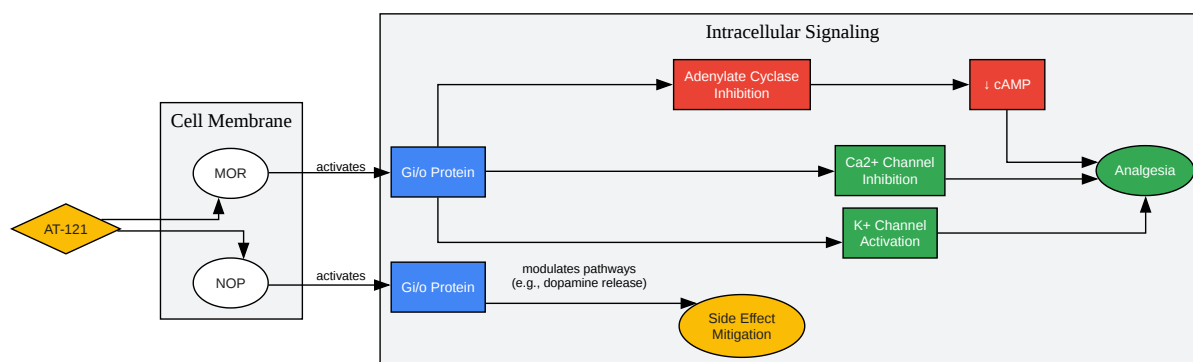 Intracellular Signaling
Adenylate Cyclase
Inhibition
↓ cAMP
Cell Membrane
MOR
activates
Gi/o Protein
Ca2+ Channel
Inhibition
Analgesia
AT-121
K+ Channel
Activation
NOP
activates
Gi/o Protein
modulates pathways
(e.g., dopamine release)
Side Effect
Mitigation